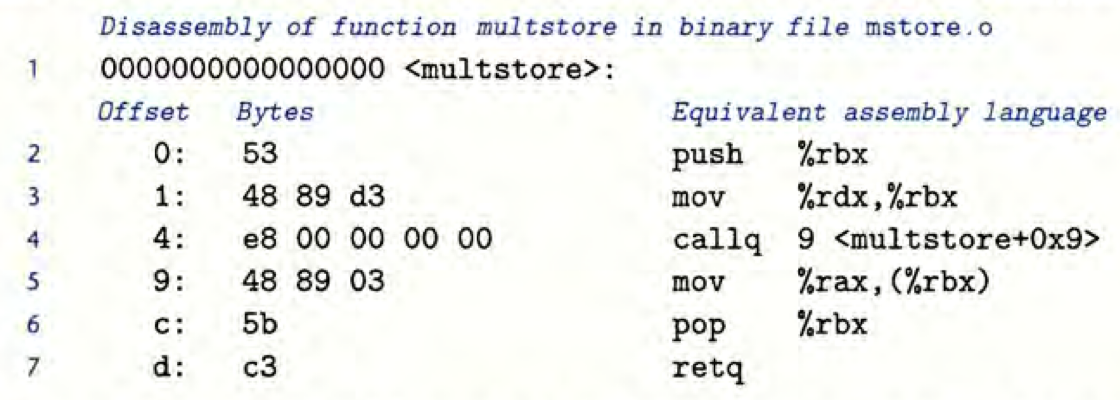 Disassembly of function multstore in binary file mstore.o
1 0000000000000000 <multstore>:
Offset Bytes Equivalent assembly language
2 0: 53 push %rbx
3 1: 48 89 d3 mov %rdx,%rbx
4 4: e8 00 00 00 00 callq 9 <multstore+0x9>
5 9: 48 89 03 mov %rax,(%rbx)
6 c: 5b pop %rbx
7 d: c3 retq